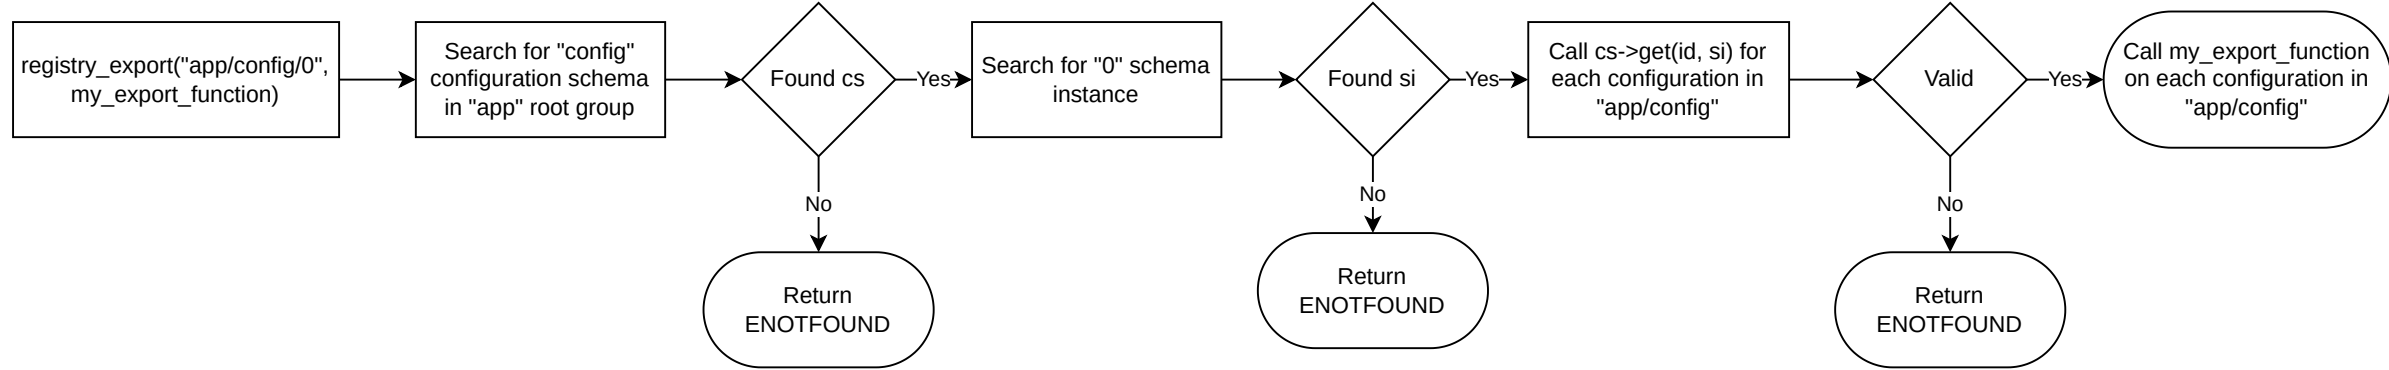 registry_export("app/config/0",
my_export_function)
Search for "config"
configuration schema
in "app" root group
Found cs
Yes
No
Return
ENOTFOUND
Search for "0" schema
instance
Found si
Yes
No
Return
ENOTFOUND
Call cs->get(id, si) for
each configuration in
"app/config"
Valid
Yes
No
Return
ENOTFOUND
Call my_export_function
on each configuration in
"app/config"